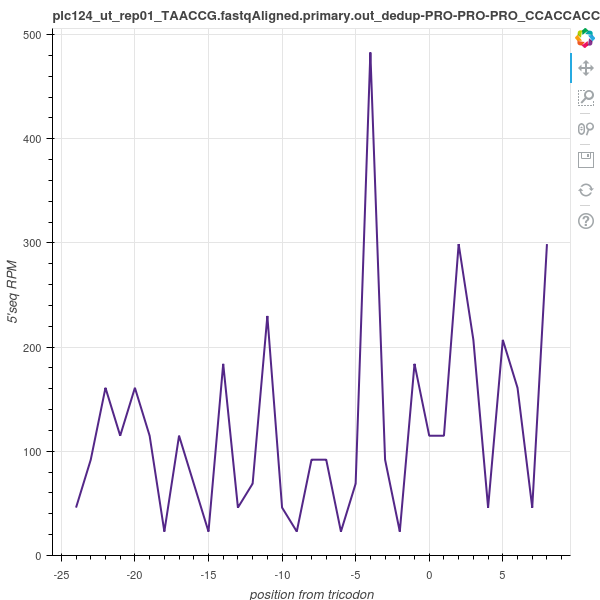 plc124_ut_rep01_TAACCG.fastqAligned.primary.out_dedup-PRO-PRO-PRO_CCACCACC
500
400
300
200
100
0
5'seq RPM
-25 -20 -15 -10 -5 0 5
position from tricodon